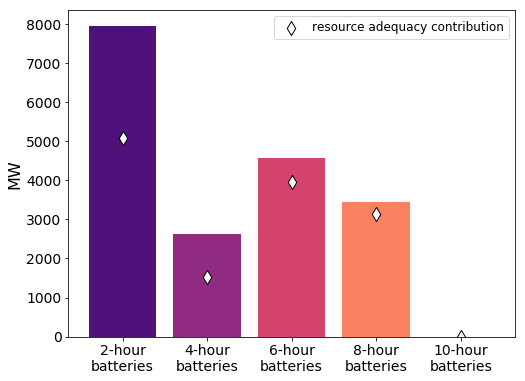 resource adequacy contribution
8000
7000
6000
5000
4000
3000
2000
1000
0
MW
2-hour
batteries
4-hour
batteries
6-hour
batteries
8-hour
batteries
10-hour
batteries